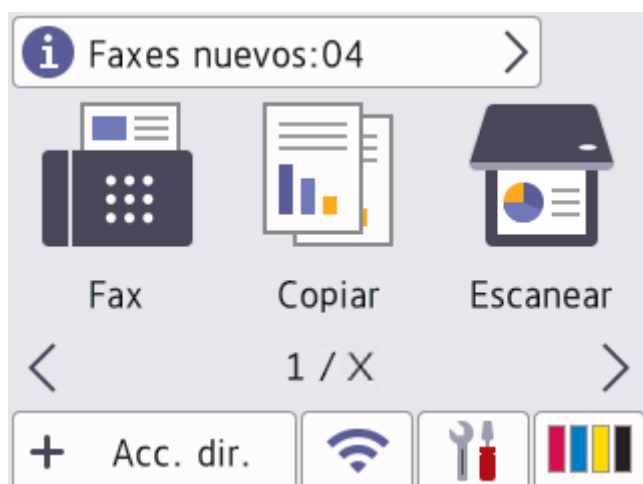 Faxes nuevos:04
Fax Copiar Escanear
1 / X
+ Acc. dir.